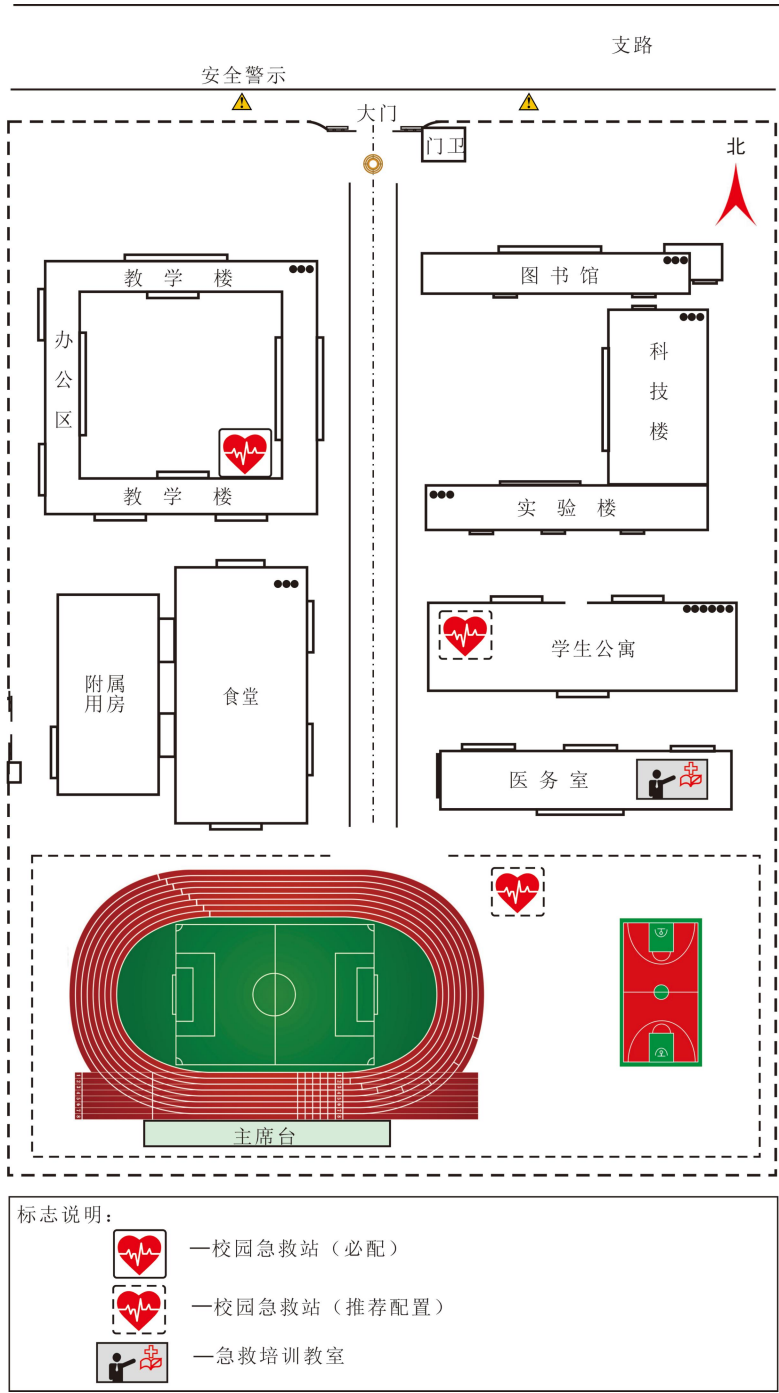 支路
安全警示
大门
门卫
北
教学楼
图书馆
办公区
科技楼
教学楼
实验楼
学生公寓
附属
用房
食堂
医务室
主席台
标志说明：
—校园急救站（必配）
—校园急救站（推荐配置）
—急救培训教室